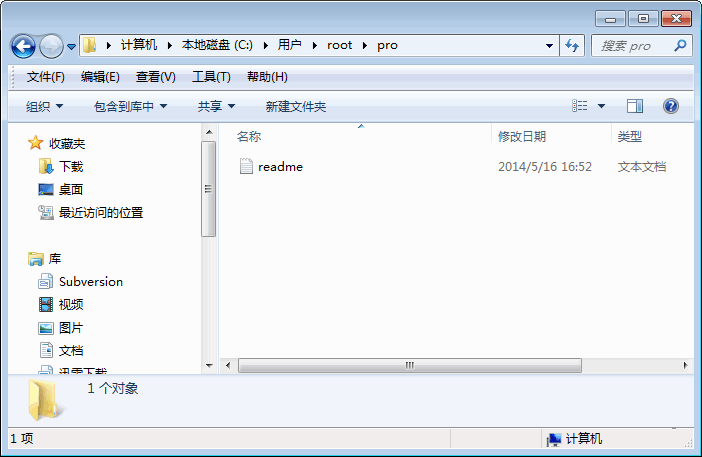 计算机 本地磁盘 (C:) 用户 root pro 搜索 pro
文件(F) 编辑(E) 查看(V) 工具(T) 帮助(H)
组织 包含到库中 共享 新建文件夹
名称 修改日期 类型
收藏夹
readme 2014/5/16 16:52 文本文档
下载
桌面
最近访问的位置
库
Subversion
视频
图片
文档
迅雷下载
1 个对象
1 项 计算机